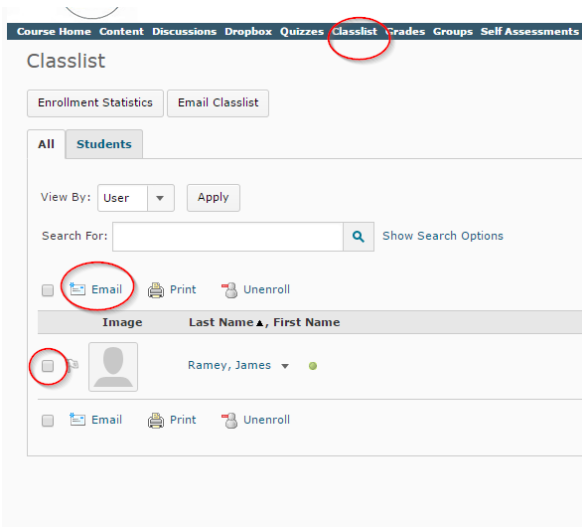 Course Home Content Discussions Dropbox Quizzes Classlist Grades Groups Self Assessments
Classlist
Enrollment Statistics Email Classlist
All Students
View By: User Apply
Search For: Show Search Options
Email Print Unenroll
Image Last Name ▲, First Name
Ramey, James
Email Print Unenroll